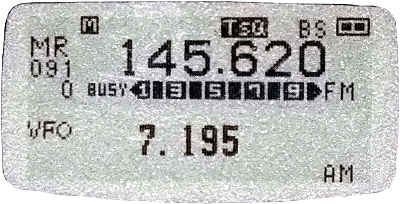 M TSQ BS
MR 145.620
091
0 BUSY 1 3 5 7 9 FM
VFO 7.195
AM